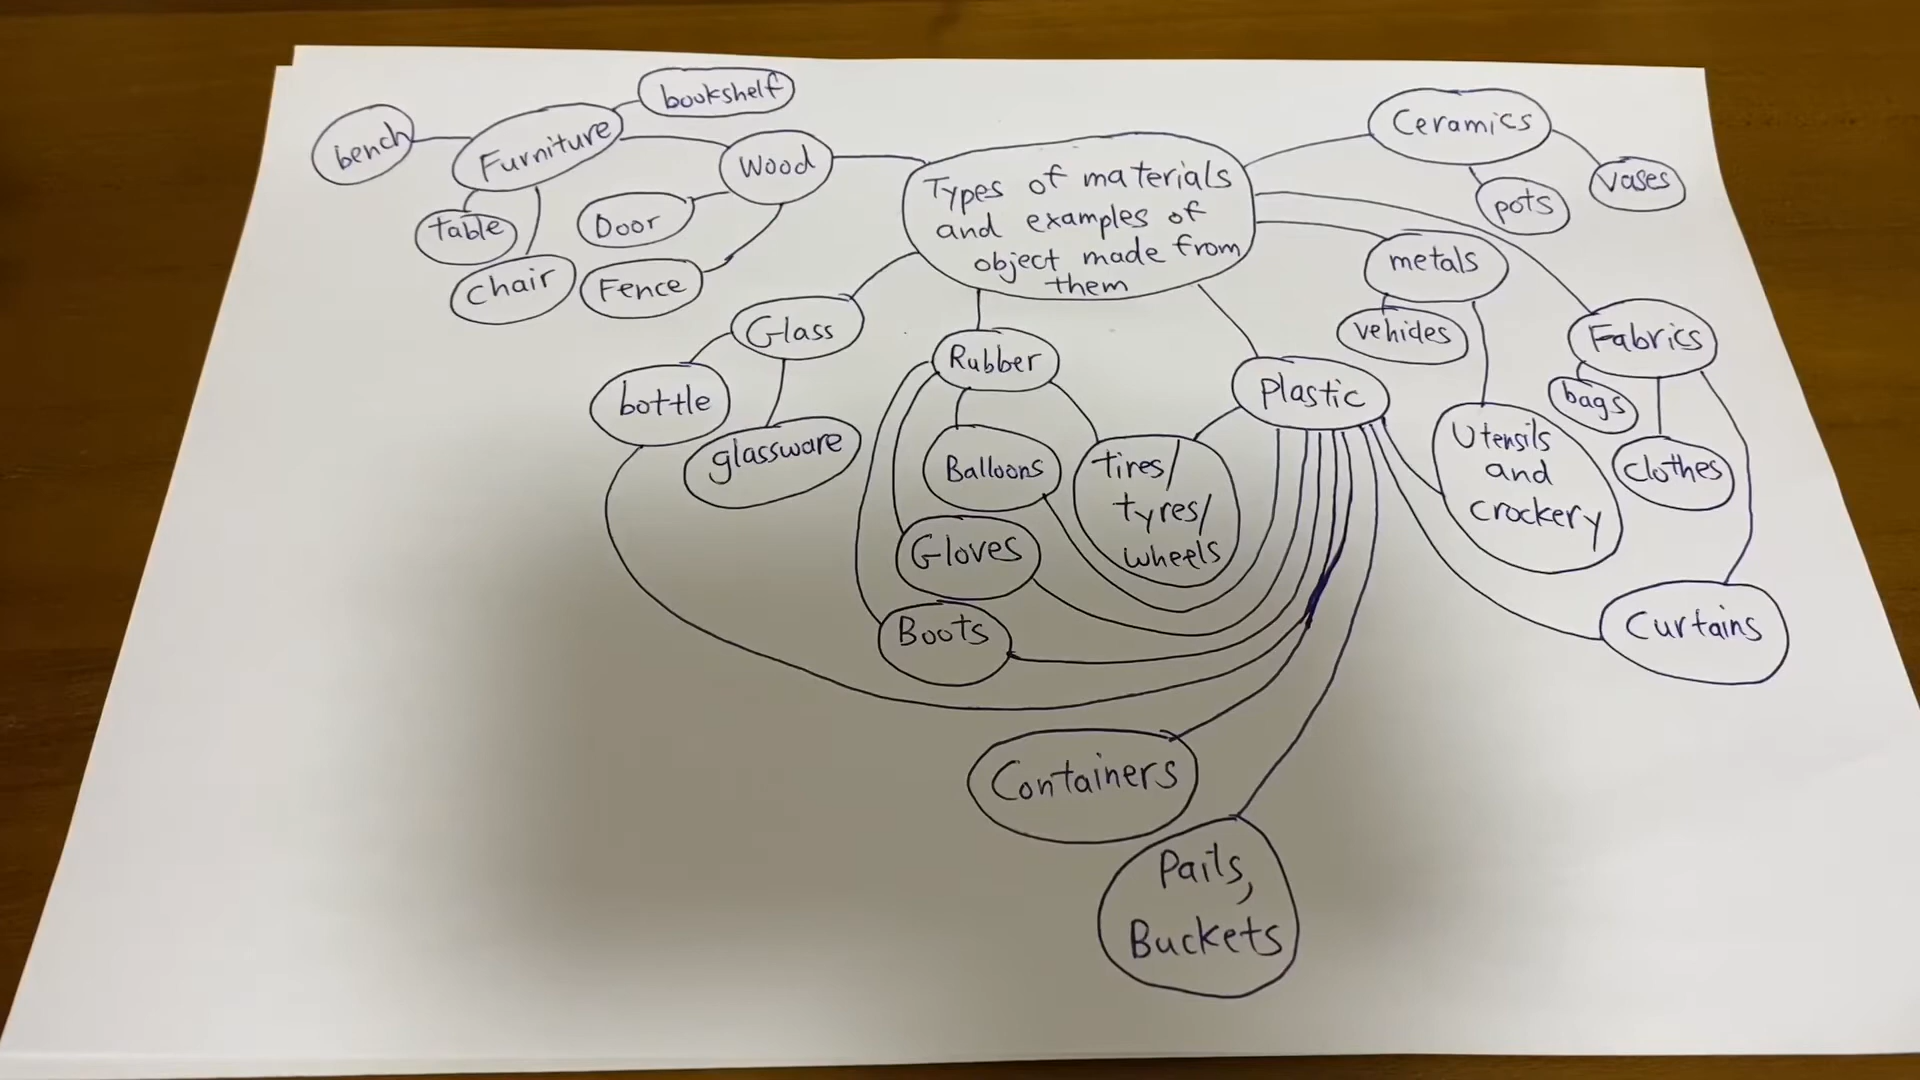 bookshelf
bench
Furniture
Wood
table
Door
chair
Fence
Types of materials
and examples of
object made from
them
Ceramics
pots
vases
metals
vehicles
Utensils
and
crockery
Fabrics
bags
clothes
Curtains
Glass
bottle
glassware
Rubber
Balloons
tires/
tyres/
wheels
Gloves
Boots
Plastic
Containers
Pails,
Buckets